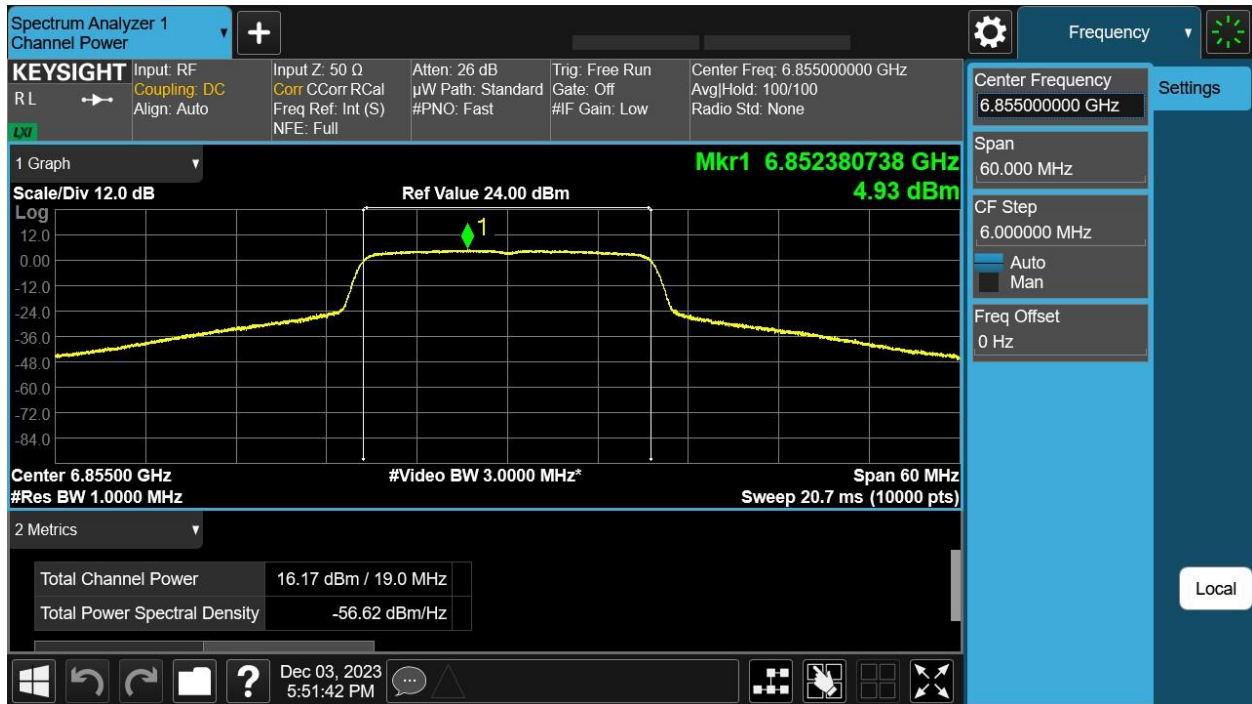 Spectrum Analyzer 1
Channel Power
+
Frequency
KEYSIGHT
R L
LXI
Input: RF
Coupling: DC
Align: Auto
Input Z: 50 Ω
Corr CCorr RCal
Freq Ref: Int (S)
NFE: Full
Atten: 26 dB
µW Path: Standard
#PNO: Fast
Trig: Free Run
Gate: Off
#IF Gain: Low
Center Freq: 6.855000000 GHz
Avg|Hold: 100/100
Radio Std: None
1 Graph
Mkr1 6.852380738 GHz
4.93 dBm
Scale/Div 12.0 dB
Ref Value 24.00 dBm
Log
1
12.0
0.00
-12.0
-24.0
-36.0
-48.0
-60.0
-72.0
-84.0
Center 6.85500 GHz
#Video BW 3.0000 MHz*
Span 60 MHz
#Res BW 1.0000 MHz
Sweep 20.7 ms (10000 pts)
2 Metrics
Total Channel Power 16.17 dBm / 19.0 MHz
Total Power Spectral Density -56.62 dBm/Hz
?
Dec 03, 2023
5:51:42 PM
Center Frequency
6.855000000 GHz
Span
60.000 MHz
CF Step
6.000000 MHz
Auto
Man
Freq Offset
0 Hz
Settings
Local